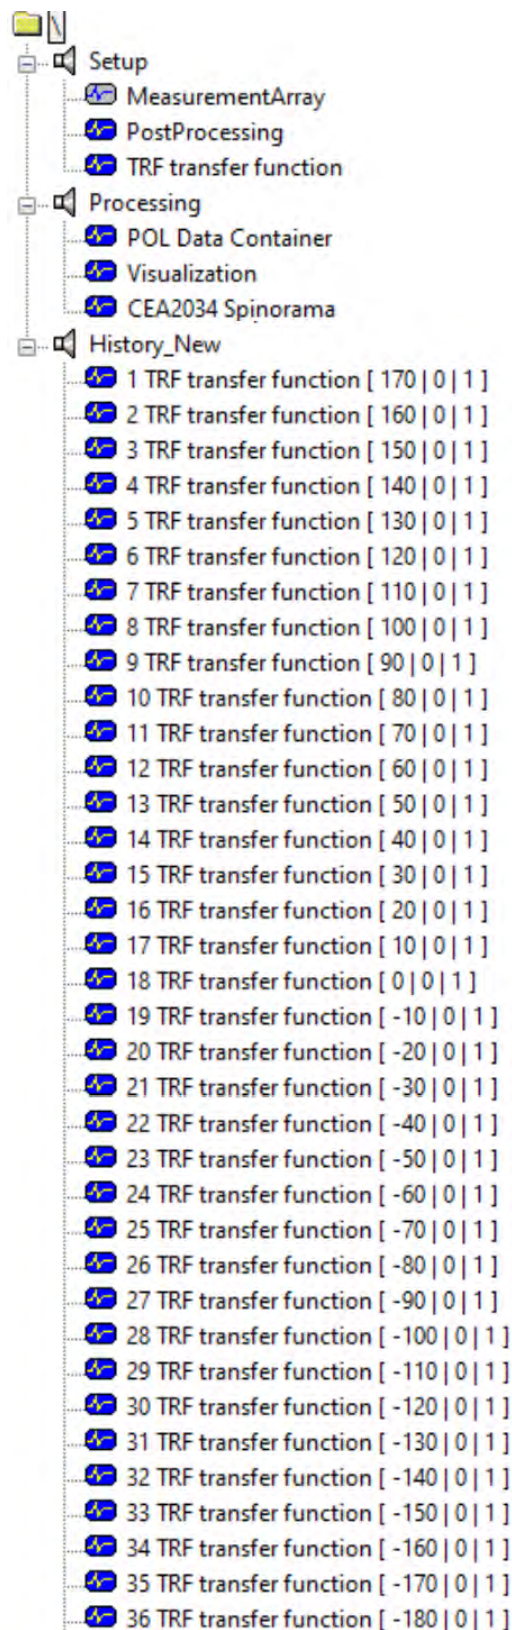 \
Setup
MeasurementArray
PostProcessing
TRF transfer function
Processing
POL Data Container
Visualization
CEA2034 Spinorama
History_New
1 TRF transfer function [ 170 | 0 | 1 ]
2 TRF transfer function [ 160 | 0 | 1 ]
3 TRF transfer function [ 150 | 0 | 1 ]
4 TRF transfer function [ 140 | 0 | 1 ]
5 TRF transfer function [ 130 | 0 | 1 ]
6 TRF transfer function [ 120 | 0 | 1 ]
7 TRF transfer function [ 110 | 0 | 1 ]
8 TRF transfer function [ 100 | 0 | 1 ]
9 TRF transfer function [ 90 | 0 | 1 ]
10 TRF transfer function [ 80 | 0 | 1 ]
11 TRF transfer function [ 70 | 0 | 1 ]
12 TRF transfer function [ 60 | 0 | 1 ]
13 TRF transfer function [ 50 | 0 | 1 ]
14 TRF transfer function [ 40 | 0 | 1 ]
15 TRF transfer function [ 30 | 0 | 1 ]
16 TRF transfer function [ 20 | 0 | 1 ]
17 TRF transfer function [ 10 | 0 | 1 ]
18 TRF transfer function [ 0 | 0 | 1 ]
19 TRF transfer function [ -10 | 0 | 1 ]
20 TRF transfer function [ -20 | 0 | 1 ]
21 TRF transfer function [ -30 | 0 | 1 ]
22 TRF transfer function [ -40 | 0 | 1 ]
23 TRF transfer function [ -50 | 0 | 1 ]
24 TRF transfer function [ -60 | 0 | 1 ]
25 TRF transfer function [ -70 | 0 | 1 ]
26 TRF transfer function [ -80 | 0 | 1 ]
27 TRF transfer function [ -90 | 0 | 1 ]
28 TRF transfer function [ -100 | 0 | 1 ]
29 TRF transfer function [ -110 | 0 | 1 ]
30 TRF transfer function [ -120 | 0 | 1 ]
31 TRF transfer function [ -130 | 0 | 1 ]
32 TRF transfer function [ -140 | 0 | 1 ]
33 TRF transfer function [ -150 | 0 | 1 ]
34 TRF transfer function [ -160 | 0 | 1 ]
35 TRF transfer function [ -170 | 0 | 1 ]
36 TRF transfer function [ -180 | 0 | 1 ]